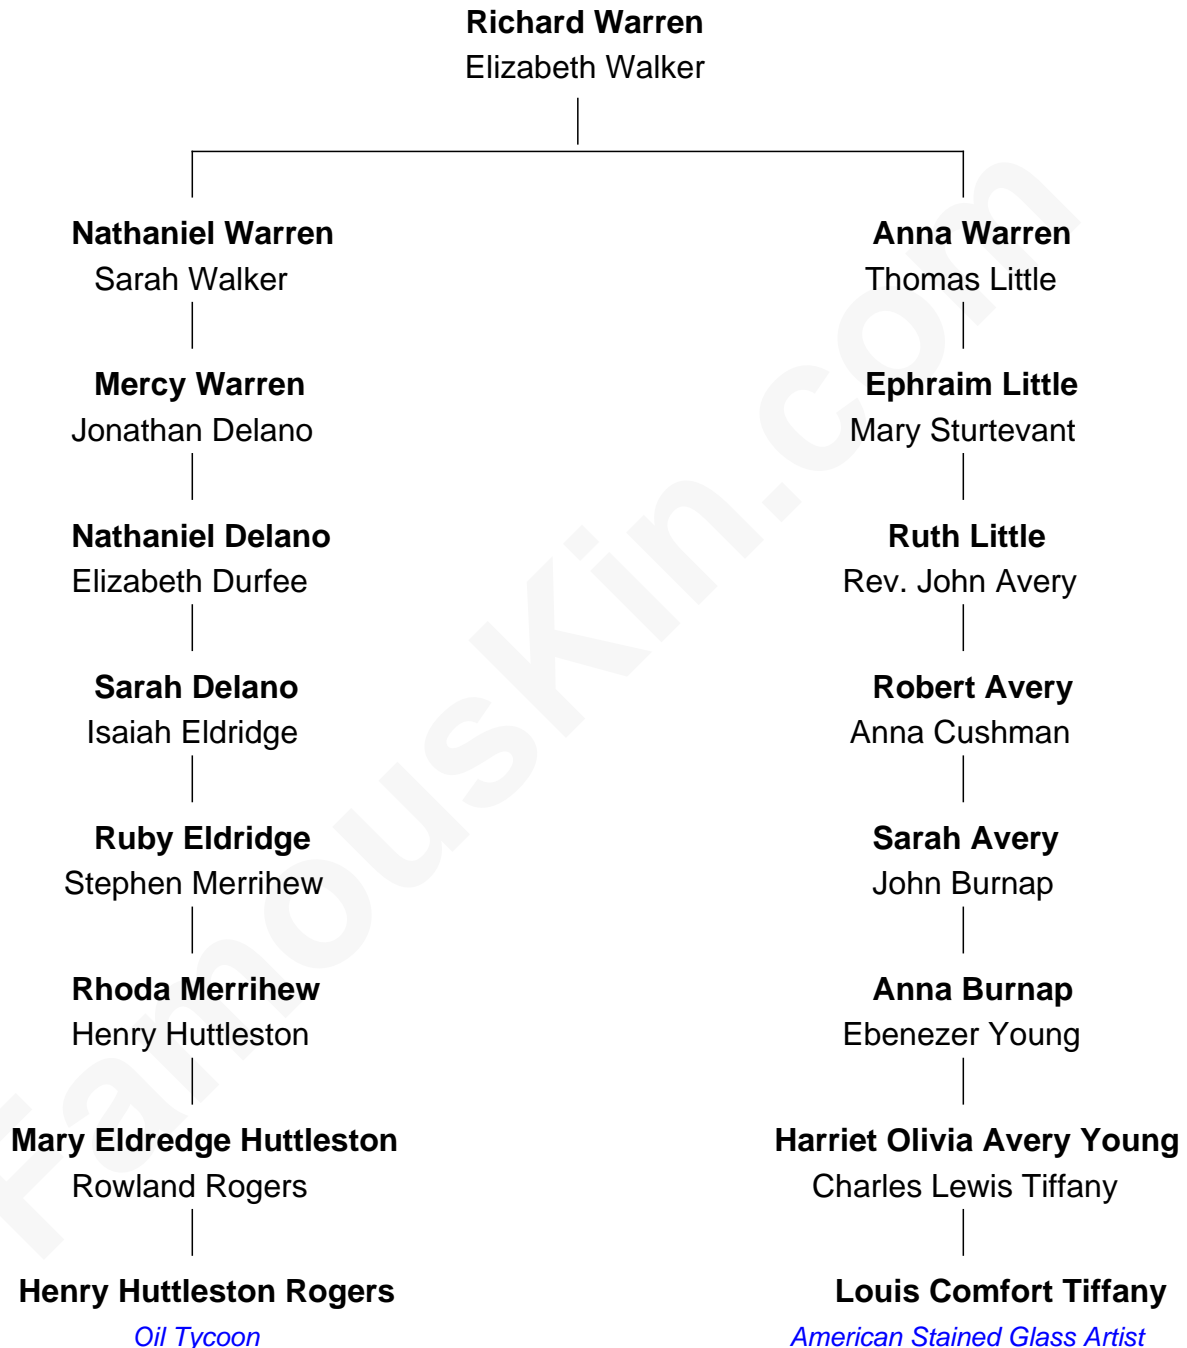 Richard Warren
Elizabeth Walker
Nathaniel Warren
Sarah Walker
Mercy Warren
Jonathan Delano
Nathaniel Delano
Elizabeth Durfee
Sarah Delano
Isaiah Eldridge
Ruby Eldridge
Stephen Merrihew
Rhoda Merrihew
Henry Huttleston
Mary Eldredge Huttleston
Rowland Rogers
Henry Huttleston Rogers
Oil Tycoon
Anna Warren
Thomas Little
Ephraim Little
Mary Sturtevant
Ruth Little
Rev. John Avery
Robert Avery
Anna Cushman
Sarah Avery
John Burnap
Anna Burnap
Ebenezer Young
Harriet Olivia Avery Young
Charles Lewis Tiffany
Louis Comfort Tiffany
American Stained Glass Artist
FamousKin.com